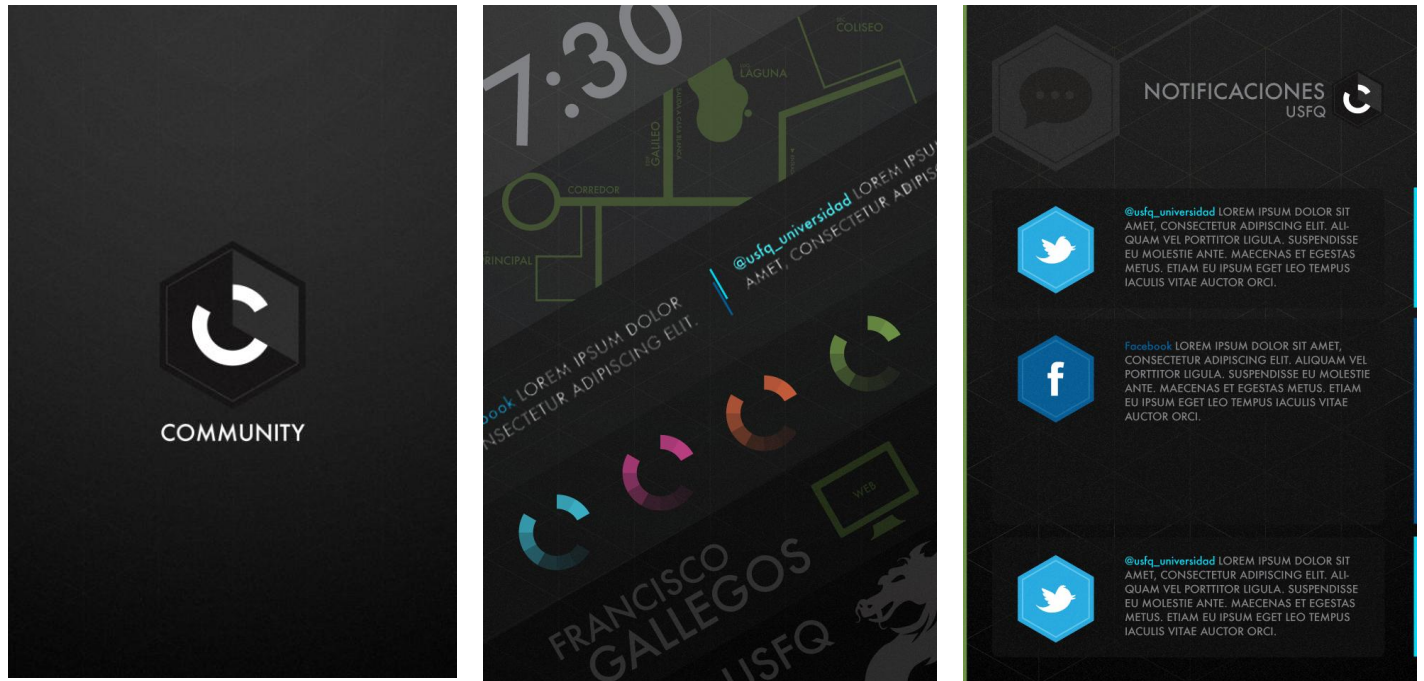 COMMUNITY
7:30
COLISEO
LAGUNA
GALILEO
CORREDOR
PRINCIPAL
@usfq_universidad LOREM IPSU
AMET, CONSECTETUR ADIPISC
book LOREM IPSUM DOLOR
NSECTETUR ADIPISCING ELIT.
WEB
FRANCISCO
GALLEGOS
USFQ
NOTIFICACIONES
USFQ
@usfq_universidad LOREM IPSUM DOLOR SIT
AMET, CONSECTETUR ADIPISCING ELIT. ALI-
QUAM VEL PORTTITOR LIGULA. SUSPENDISSE
EU MOLESTIE ANTE. MAECENAS ET EGESTAS
METUS. ETIAM EU IPSUM EGET LEO TEMPUS
IACULIS VITAE AUCTOR ORCI.
f
Facebook LOREM IPSUM DOLOR SIT AMET,
CONSECTETUR ADIPISCING ELIT. ALIQUAM VEL
PORTTITOR LIGULA. SUSPENDISSE EU MOLESTIE
ANTE. MAECENAS ET EGESTAS METUS. ETIAM
EU IPSUM EGET LEO TEMPUS IACULIS VITAE
AUCTOR ORCI.
@usfq_universidad LOREM IPSUM DOLOR SIT
AMET, CONSECTETUR ADIPISCING ELIT. ALI-
QUAM VEL PORTTITOR LIGULA. SUSPENDISSE
EU MOLESTIE ANTE. MAECENAS ET EGESTAS
METUS. ETIAM EU IPSUM EGET LEO TEMPUS
IACULIS VITAE AUCTOR ORCI.